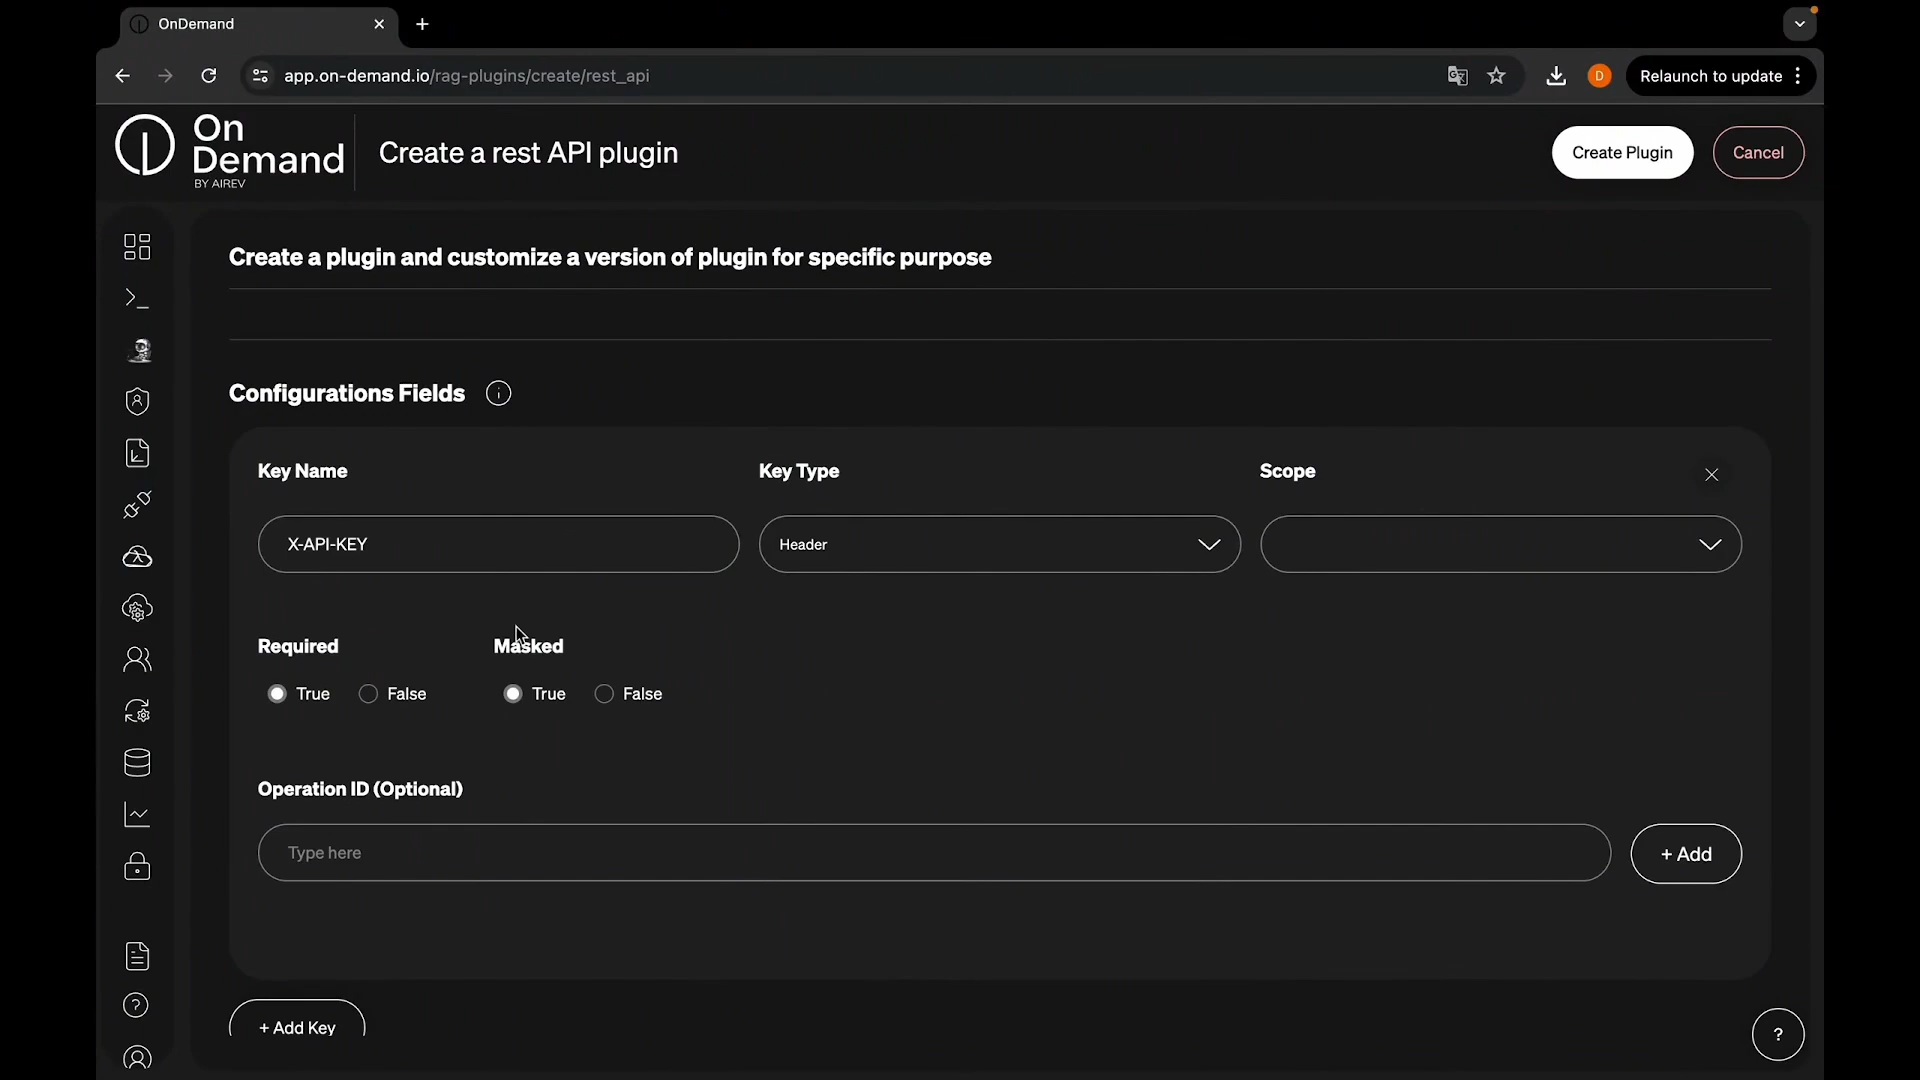 OnDemand
app.on-demand.io/rag-plugins/create/rest_api
D
Relaunch to update
On
Demand
BY AIREV
Create a rest API plugin
Create Plugin
Cancel
Create a plugin and customize a version of plugin for specific purpose
Configurations Fields
Key Name
Key Type
Scope
X-API-KEY
Header
Required
Masked
True
False
True
False
Operation ID (Optional)
Type here
+ Add
+ Add Key
?